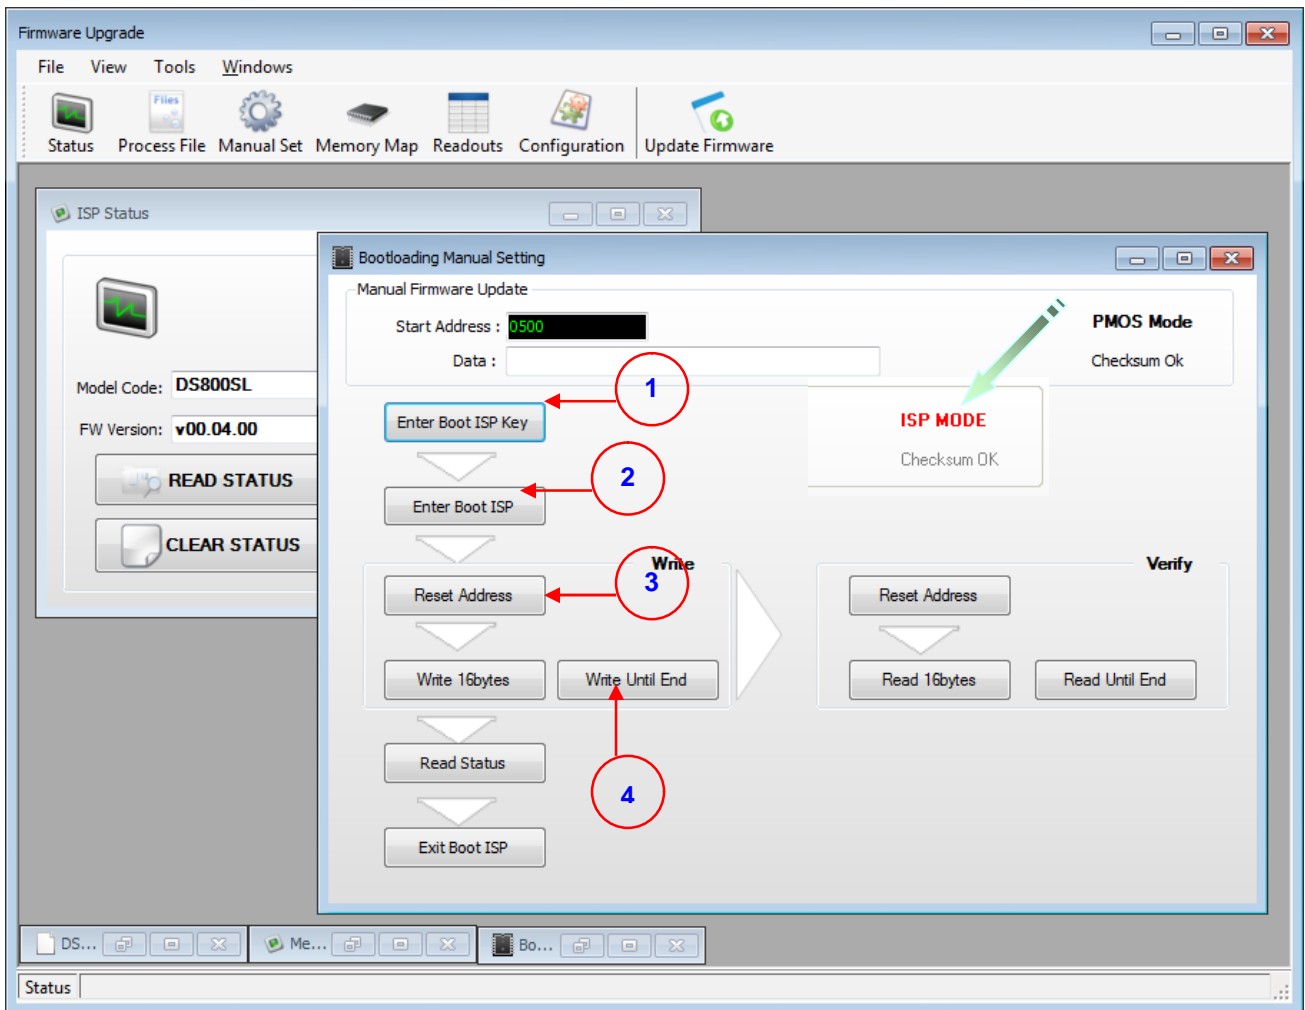 Firmware Upgrade
File View Tools Windows
Files
Status Process File Manual Set Memory Map Readouts Configuration Update Firmware
ISP Status
Model Code: DS800SL
FW Version: v00.04.00
READ STATUS
CLEAR STATUS
Bootloading Manual Setting
Manual Firmware Update
Start Address : 0500
Data :
PMOS Mode
Checksum Ok
ISP MODE
Checksum OK
Enter Boot ISP Key
1
Enter Boot ISP
2
Write
Reset Address
3
Write 16bytes Write Until End
4
Verify
Reset Address
Read 16bytes Read Until End
Read Status
Exit Boot ISP
DS... Me... Bo...
Status